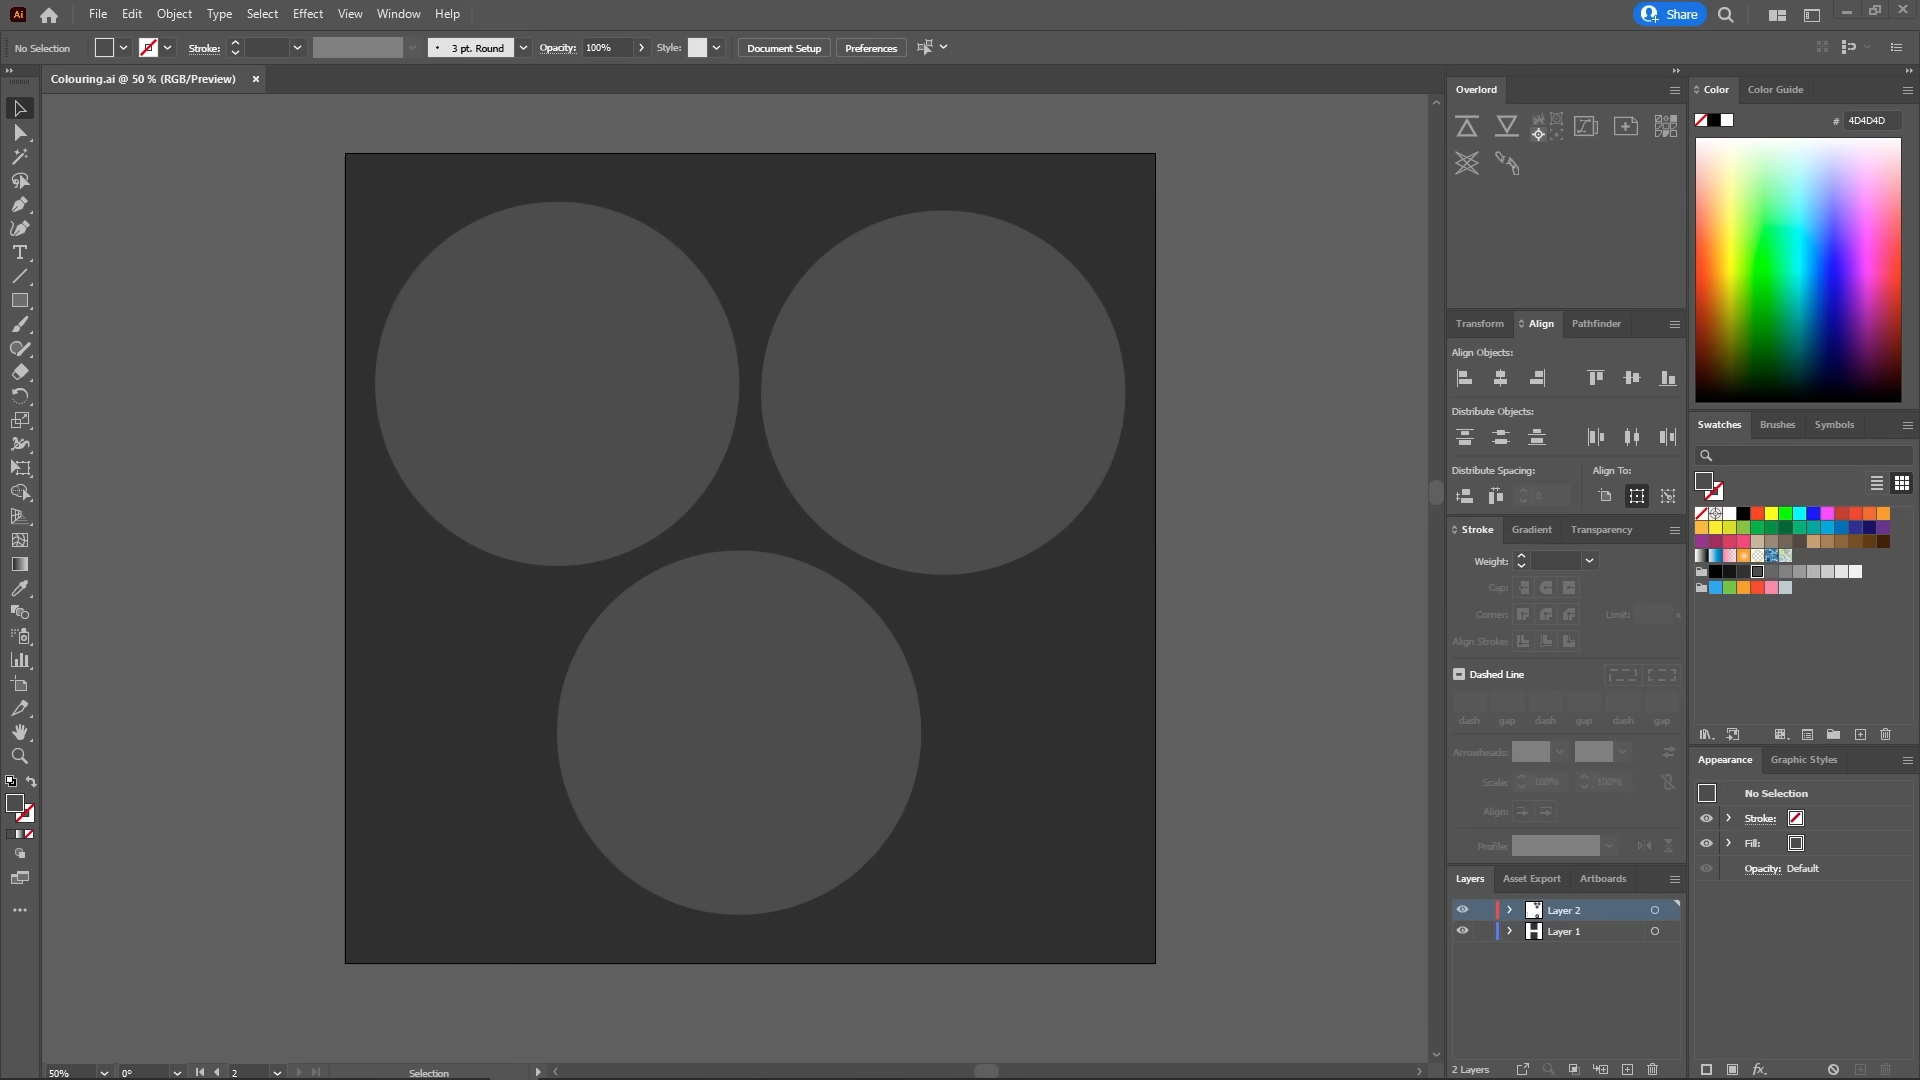 Ai File Edit Object Type Select Effect View Window Help Share
No Selection Stroke: 3 pt. Round Opacity: 100% Style: Document Setup Preferences
Colouring.ai @ 50 % (RGB/Preview) ×
Overlord
Color Color Guide
# 4D4D4D
Transform Align Pathfinder
Align Objects:
Distribute Objects:
Distribute Spacing: Align To:
0
Swatches Brushes Symbols
Stroke Gradient Transparency
Weight:
Cap:
Corner: Limit: x
Align Stroke:
Dashed Line
dash gap dash gap dash gap
Arrowheads:
Scale: 100% 100%
Align:
Profile:
Appearance Graphic Styles
No Selection
Stroke:
Fill:
Opacity: Default
fx.
Layers Asset Export Artboards
Layer 2
Layer 1
2 Layers
50% 0° 2 Selection